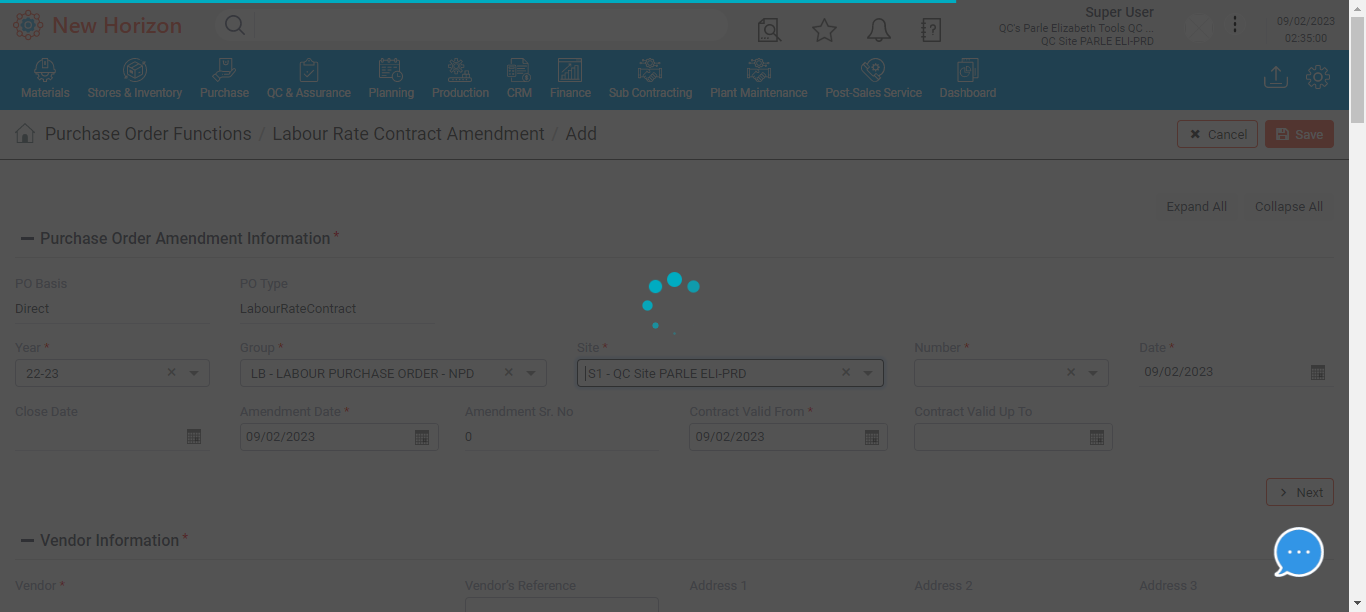 New Horizon
Super User
QC's Parle Elizabeth Tools QC ...
QC Site PARLE ELI-PRD
09/02/2023
02:35:00
Materials Stores & Inventory Purchase QC & Assurance Planning Production CRM Finance Sub Contracting Plant Maintenance Post-Sales Service Dashboard
Purchase Order Functions / Labour Rate Contract Amendment / Add
Cancel Save
Expand All Collapse All
Purchase Order Amendment Information *
PO Basis PO Type
Direct LabourRateContract
Year * Group * Site * Number * Date *
22-23 LB - LABOUR PURCHASE ORDER - NPD S1 - QC Site PARLE ELI-PRD 09/02/2023
Close Date Amendment Date * Amendment Sr. No Contract Valid From * Contract Valid Up To
09/02/2023 0 09/02/2023
Next
Vendor Information *
Vendor * Vendor's Reference Address 1 Address 2 Address 3